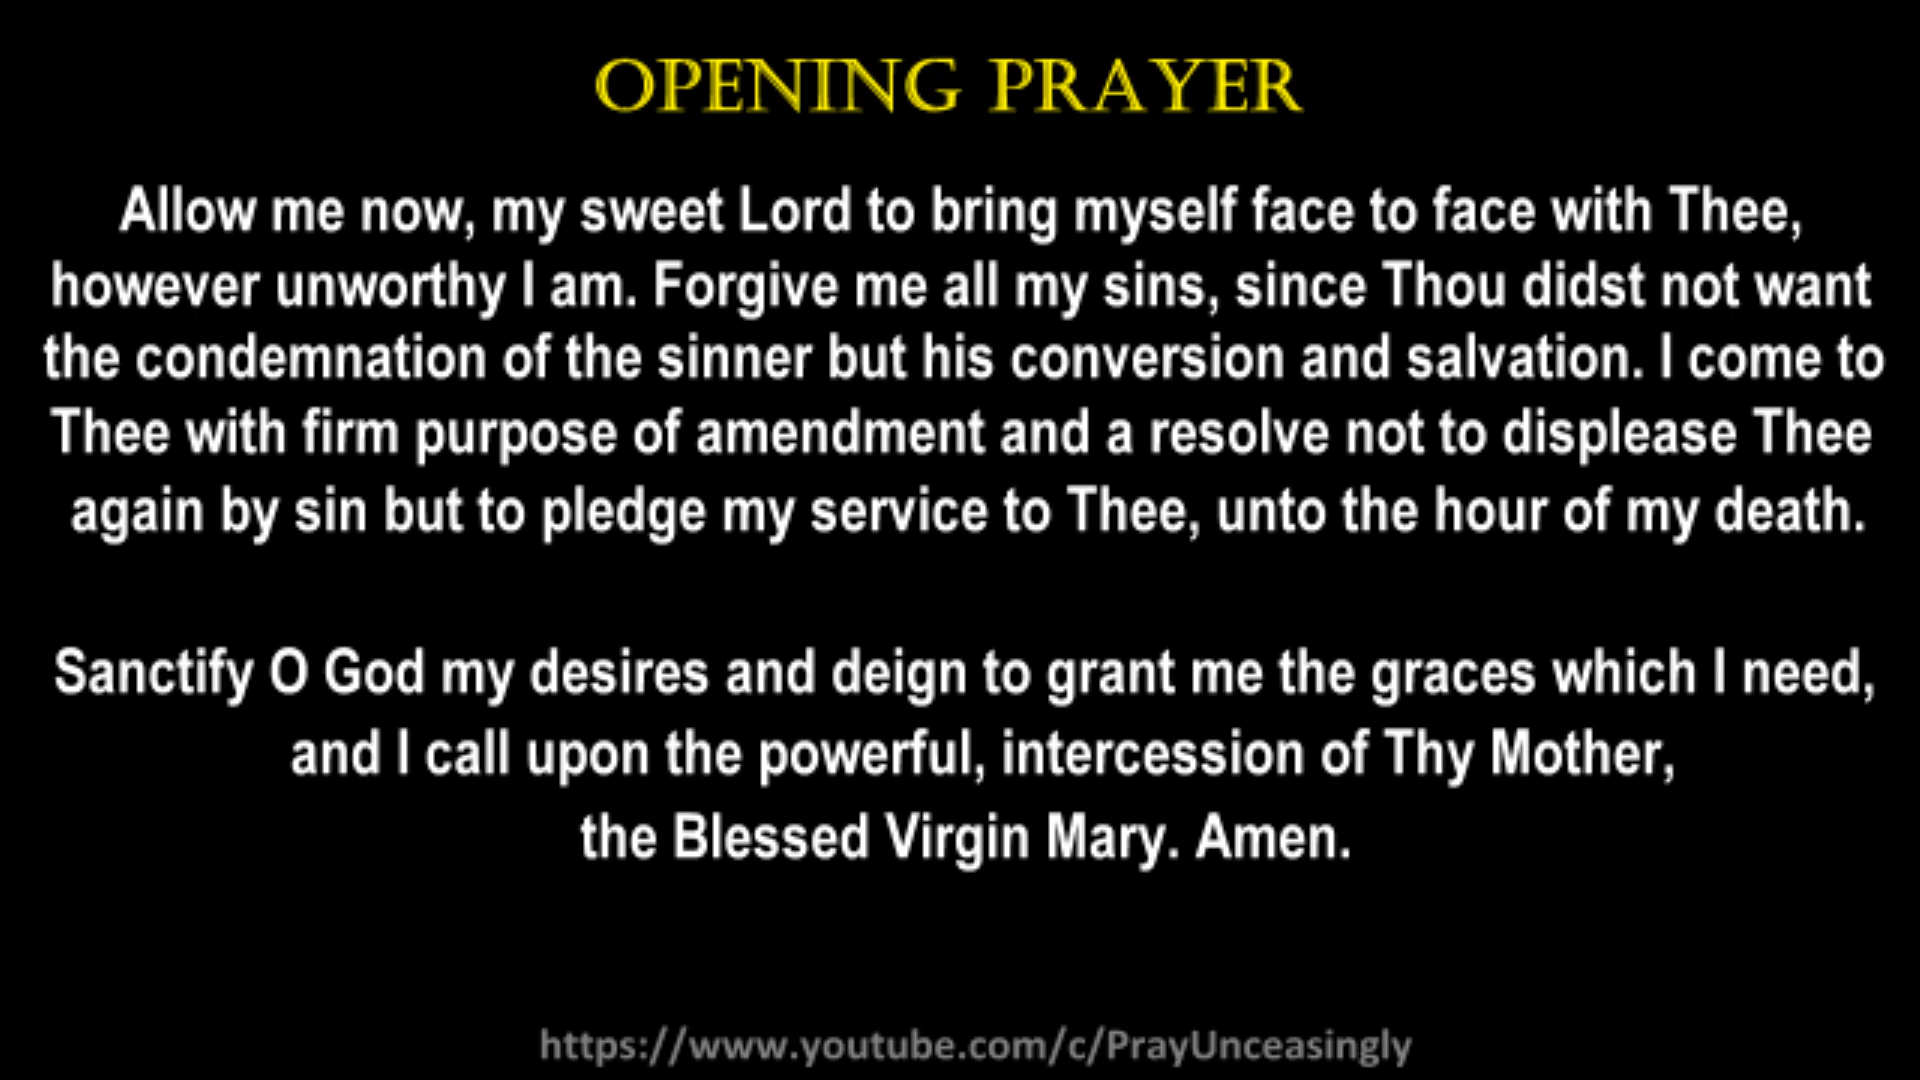 OPENING PRAYER
Allow me now, my sweet Lord to bring myself face to face with Thee,
however unworthy I am. Forgive me all my sins, since Thou didst not want
the condemnation of the sinner but his conversion and salvation. I come to
Thee with firm purpose of amendment and a resolve not to displease Thee
again by sin but to pledge my service to Thee, unto the hour of my death.
Sanctify O God my desires and deign to grant me the graces which I need,
and I call upon the powerful, intercession of Thy Mother,
the Blessed Virgin Mary. Amen.
https://www.youtube.com/c/PrayUnceasingly